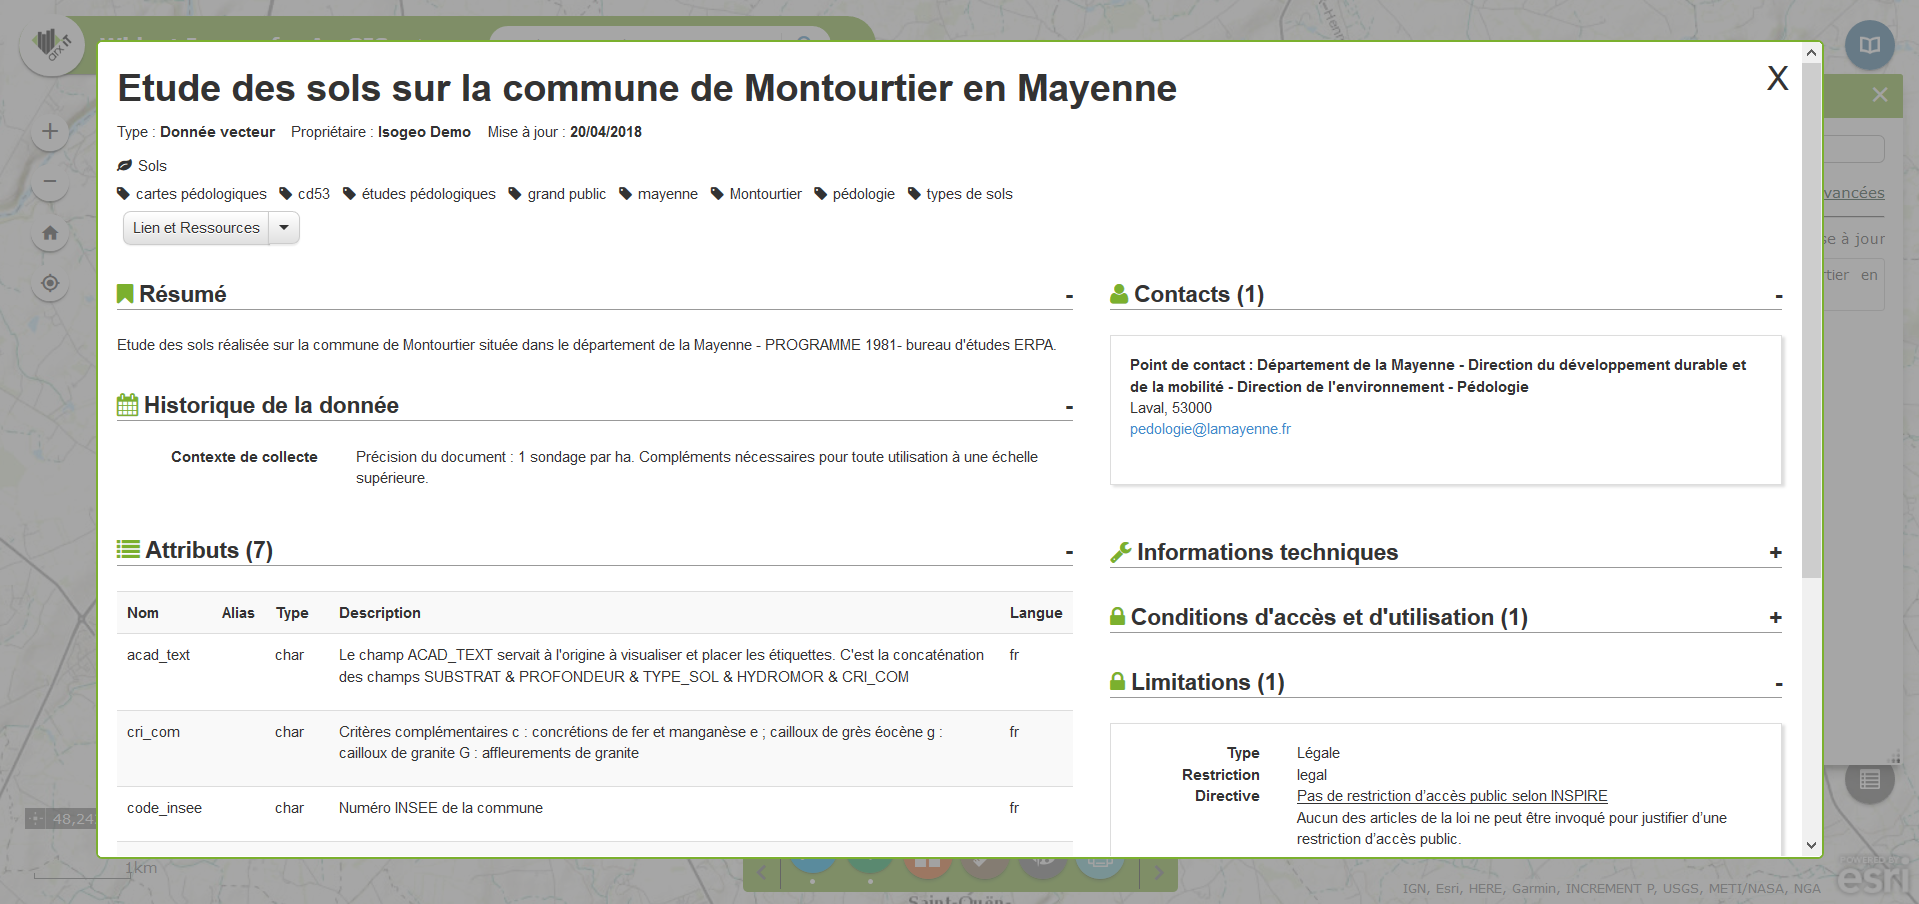 Etude des sols sur la commune de Montourtier en Mayenne
X
Type : Donnée vecteur Propriétaire : Isogeo Demo Mise à jour : 20/04/2018
Sols
cartes pédologiques cd53 études pédologiques grand public mayenne Montourtier pédologie types de sols
Lien et Ressources
Résumé -
Etude des sols réalisée sur la commune de Montourtier située dans le département de la Mayenne - PROGRAMME 1981- bureau d'études ERPA.
Historique de la donnée -
Contexte de collecte Précision du document : 1 sondage par ha. Compléments nécessaires pour toute utilisation à une échelle
supérieure.
Attributs (7) -
Nom Alias Type Description Langue
acad_text char Le champ ACAD_TEXT servait à l'origine à visualiser et placer les étiquettes. C'est la concaténation fr
des champs SUBSTRAT & PROFONDEUR & TYPE_SOL & HYDROMOR & CRI_COM
cri_com char Critères complémentaires c : concrétions de fer et manganèse e ; cailloux de grès éocène g : fr
cailloux de granite G : affleurements de granite
code_insee char Numéro INSEE de la commune fr
Contacts (1) -
Point de contact : Département de la Mayenne - Direction du développement durable et
de la mobilité - Direction de l'environnement - Pédologie
Laval, 53000
pedologie@lamayenne.fr
Informations techniques +
Conditions d'accès et d'utilisation (1) +
Limitations (1) -
Type Légale
Restriction legal
Directive Pas de restriction d’accès public selon INSPIRE
Aucun des articles de la loi ne peut être invoqué pour justifier d’une
restriction d’accès public.
arx iT
vancées
se à jour
rtier en
48,24
1km
IGN, Esri, HERE, Garmin, INCREMENT P, USGS, METI/NASA, NGA
POWERED BY
esri